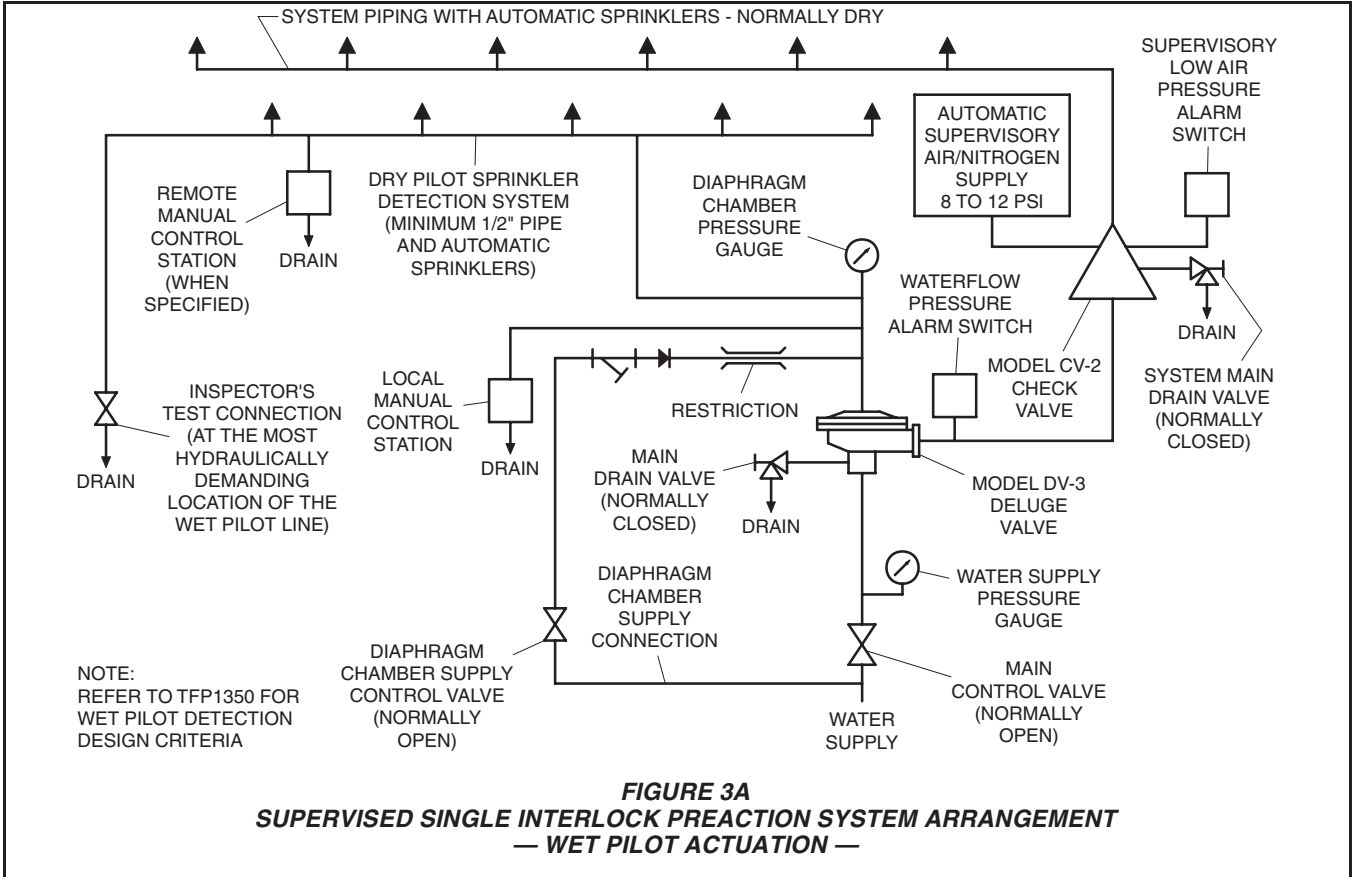 SYSTEM PIPING WITH AUTOMATIC SPRINKLERS - NORMALLY DRY
SUPERVISORY
LOW AIR
PRESSURE
ALARM
SWITCH
AUTOMATIC
SUPERVISORY
AIR/NITROGEN
SUPPLY
8 TO 12 PSI
REMOTE
MANUAL
CONTROL
STATION
(WHEN
SPECIFIED)
DRAIN
DRY PILOT SPRINKLER
DETECTION SYSTEM
(MINIMUM 1/2" PIPE
AND AUTOMATIC
SPRINKLERS)
DIAPHRAGM
CHAMBER
PRESSURE
GAUGE
WATERFLOW
PRESSURE
ALARM SWITCH
DRAIN
MODEL CV-2
CHECK
VALVE
SYSTEM MAIN
DRAIN VALVE
(NORMALLY
CLOSED)
INSPECTOR'S
TEST CONNECTION
(AT THE MOST
HYDRAULICALLY
DEMANDING
LOCATION OF THE
WET PILOT LINE)
DRAIN
LOCAL
MANUAL
CONTROL
STATION
DRAIN
RESTRICTION
MAIN
DRAIN VALVE
(NORMALLY
CLOSED)
DRAIN
MODEL DV-3
DELUGE
VALVE
DIAPHRAGM
CHAMBER
SUPPLY
CONNECTION
WATER SUPPLY
PRESSURE
GAUGE
DIAPHRAGM
CHAMBER SUPPLY
CONTROL VALVE
(NORMALLY
OPEN)
WATER
SUPPLY
MAIN
CONTROL VALVE
(NORMALLY
OPEN)
NOTE:
REFER TO TFP1350 FOR
WET PILOT DETECTION
DESIGN CRITERIA
FIGURE 3A
SUPERVISED SINGLE INTERLOCK PREACTION SYSTEM ARRANGEMENT
— WET PILOT ACTUATION —